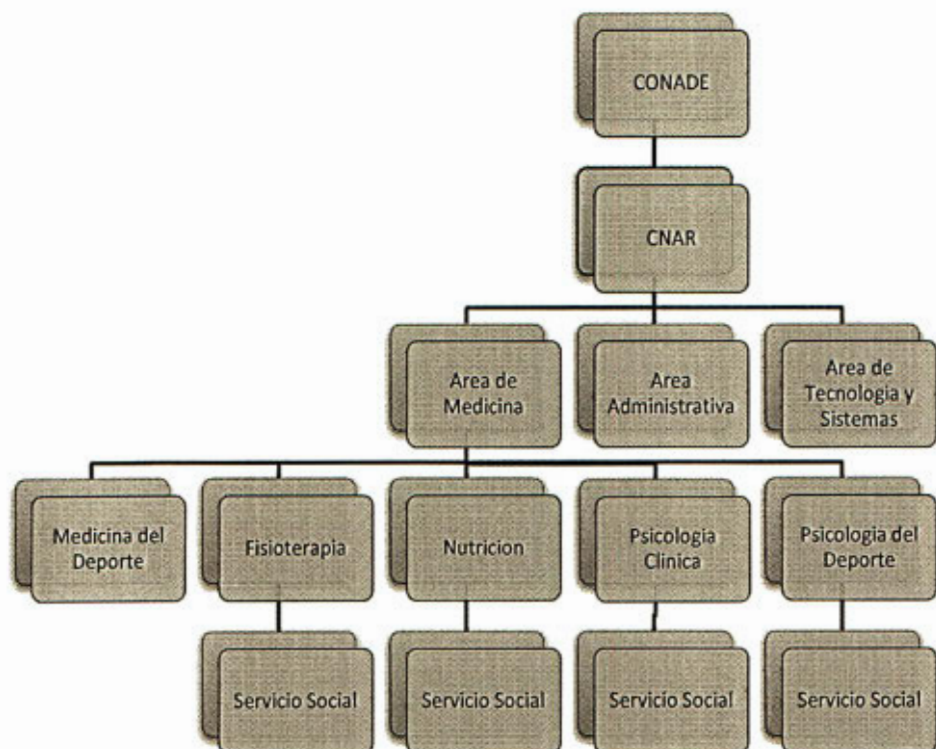 CONADE
CNAR
Area de
Medicina
Area
Administrativa
Area de
Tecnologia y
Sistemas
Medicina del
Deporte
Fisioterapia
Nutricion
Psicologia
Clinica
Psicologia del
Deporte
Servicio Social
Servicio Social
Servicio Social
Servicio Social